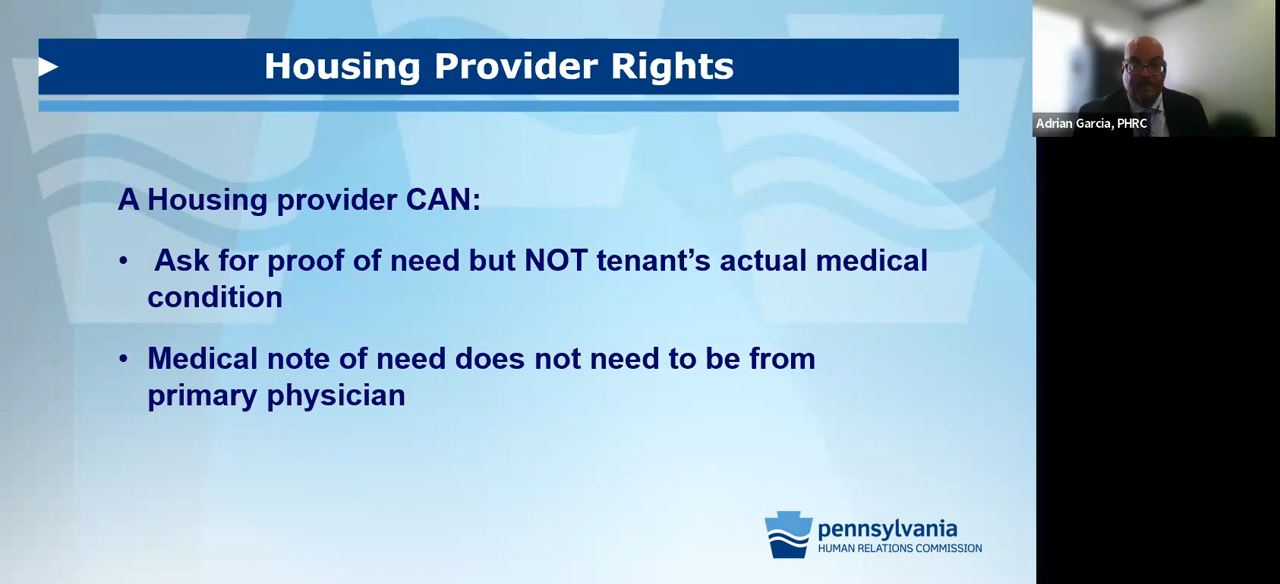 Housing Provider Rights
Adrian Garcia, PHRC
A Housing provider CAN:
• Ask for proof of need but NOT tenant’s actual medical
condition
• Medical note of need does not need to be from
primary physician
pennsylvania
HUMAN RELATIONS COMMISSION